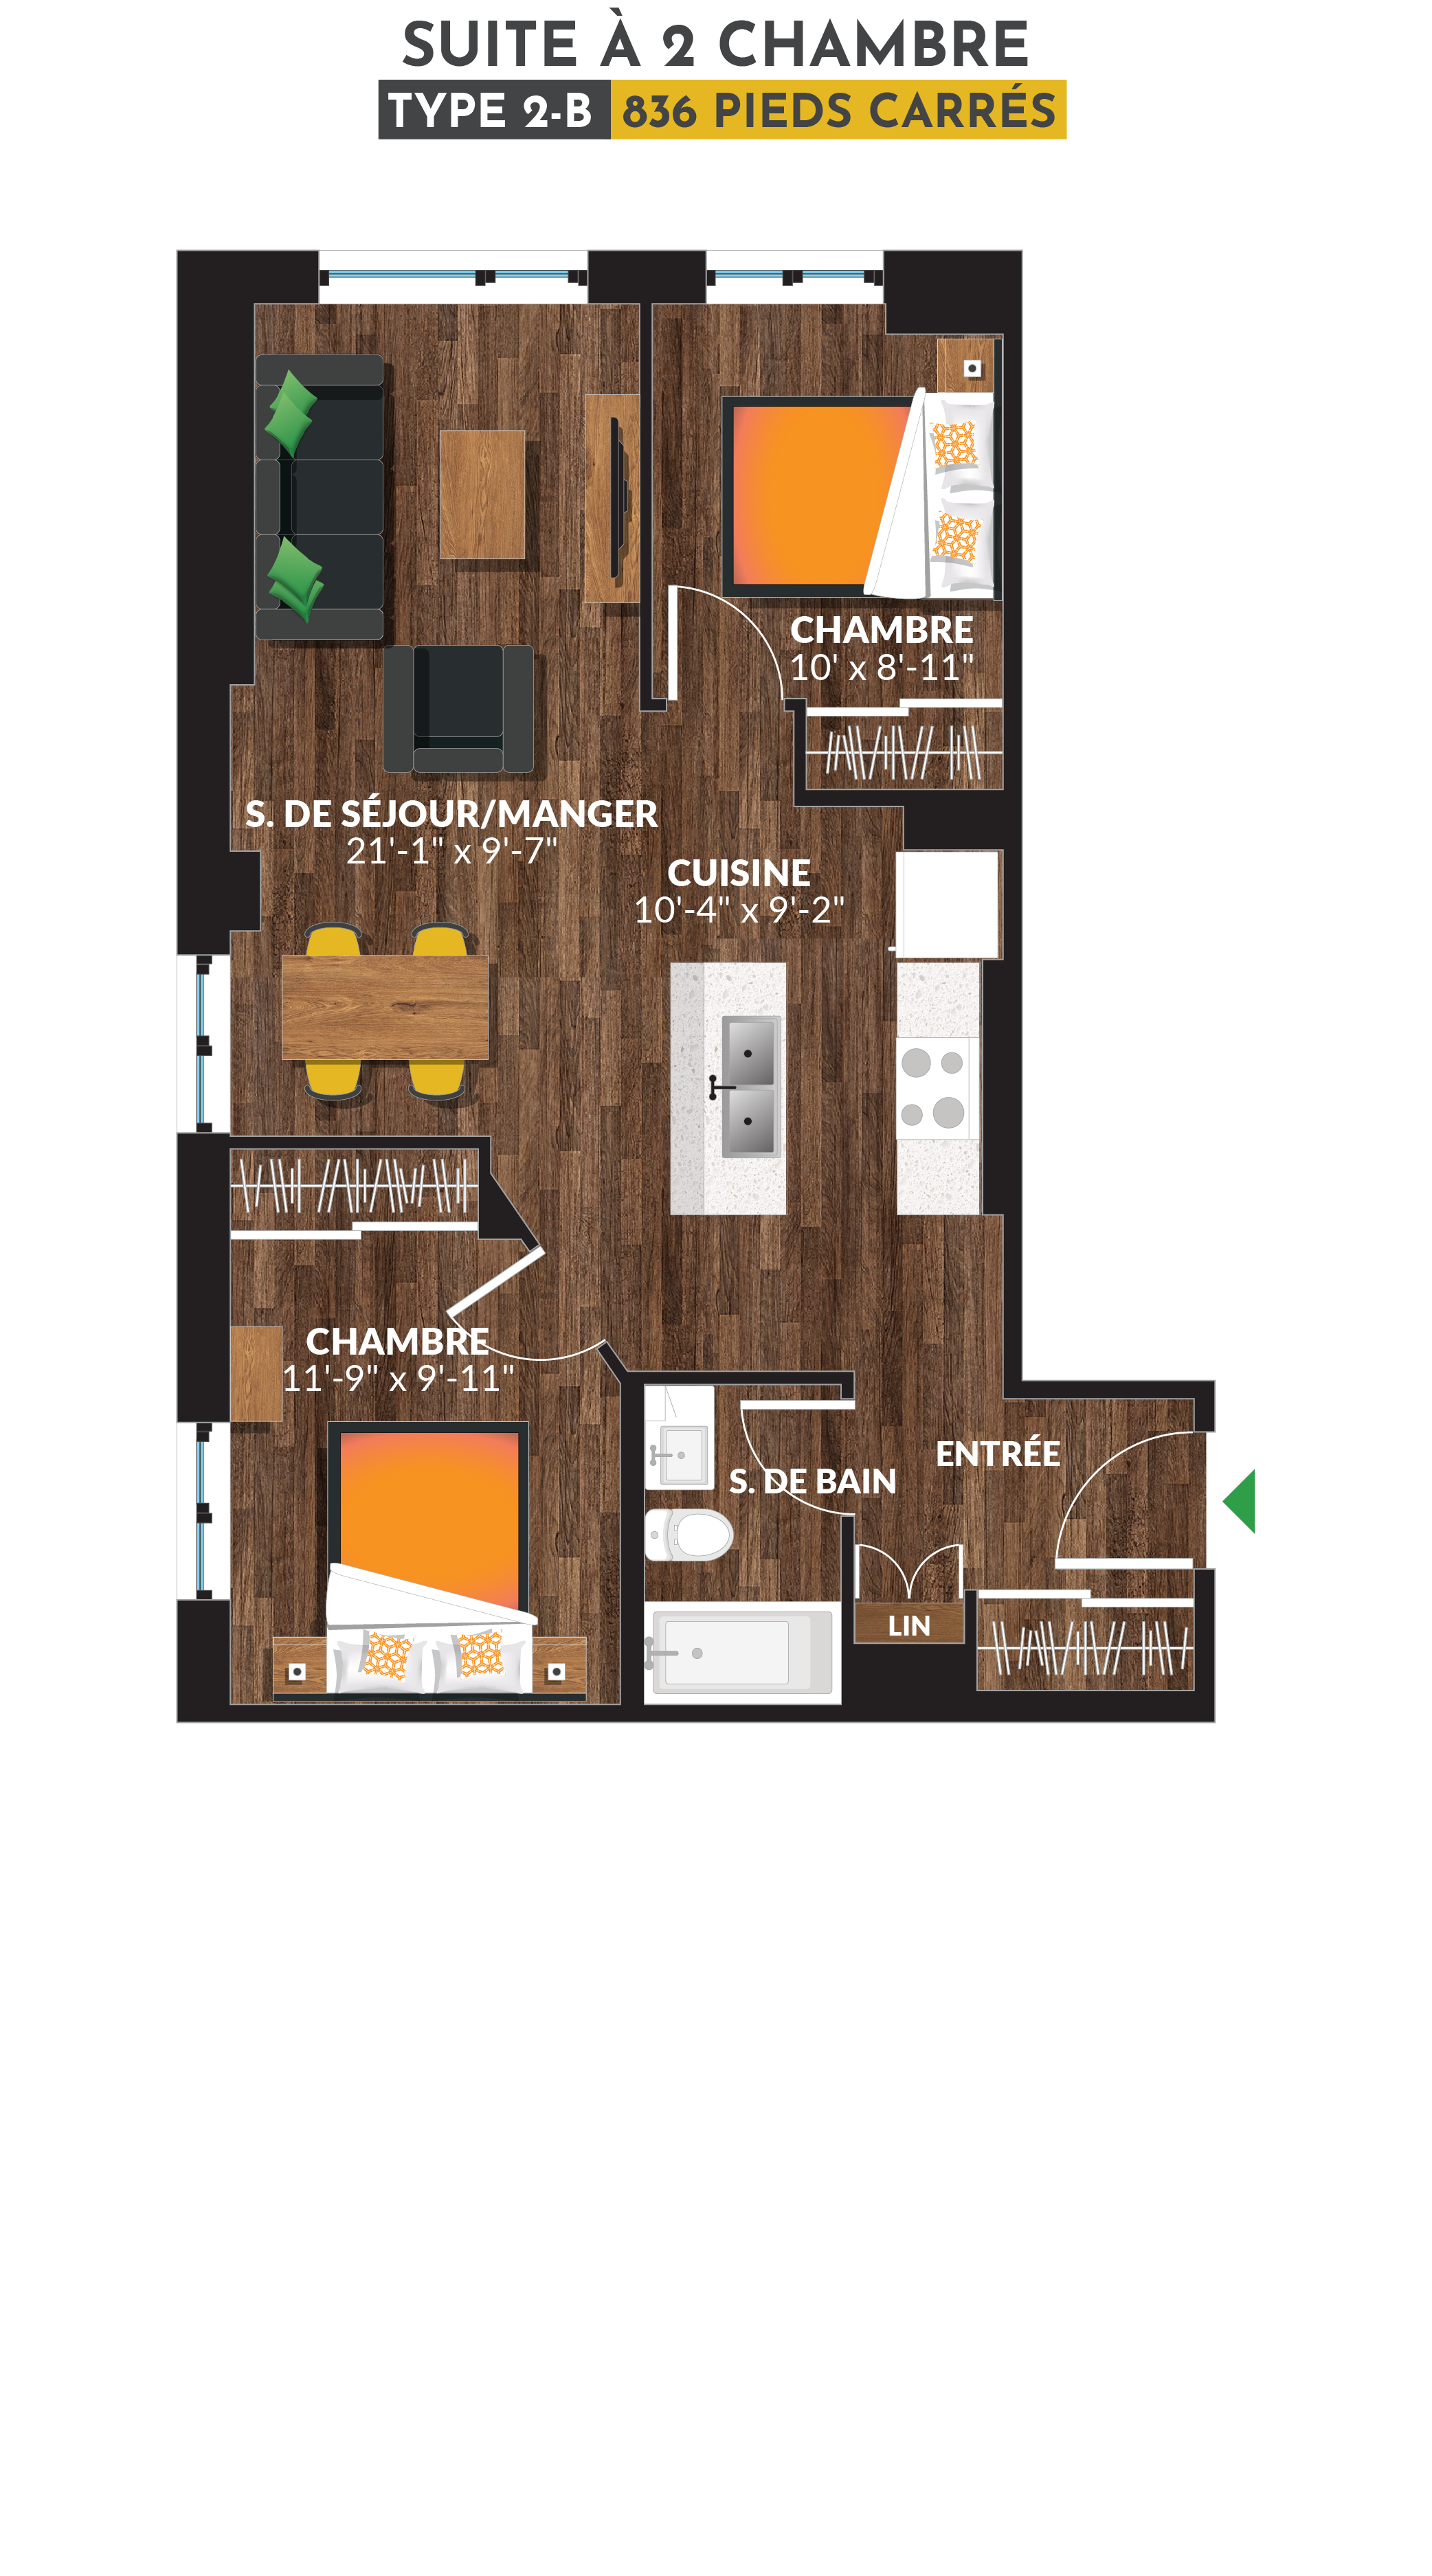 SUITE À 2 CHAMBRE
TYPE 2-B 836 PIEDS CARRÉS
CHAMBRE
10' x 8'-11"
S. DE SÉJOUR/MANGER
21'-1" x 9'-7"
CUISINE
10'-4" x 9'-2"
CHAMBRE
11'-9" x 9'-11"
ENTRÉE
S. DE BAIN
LIN